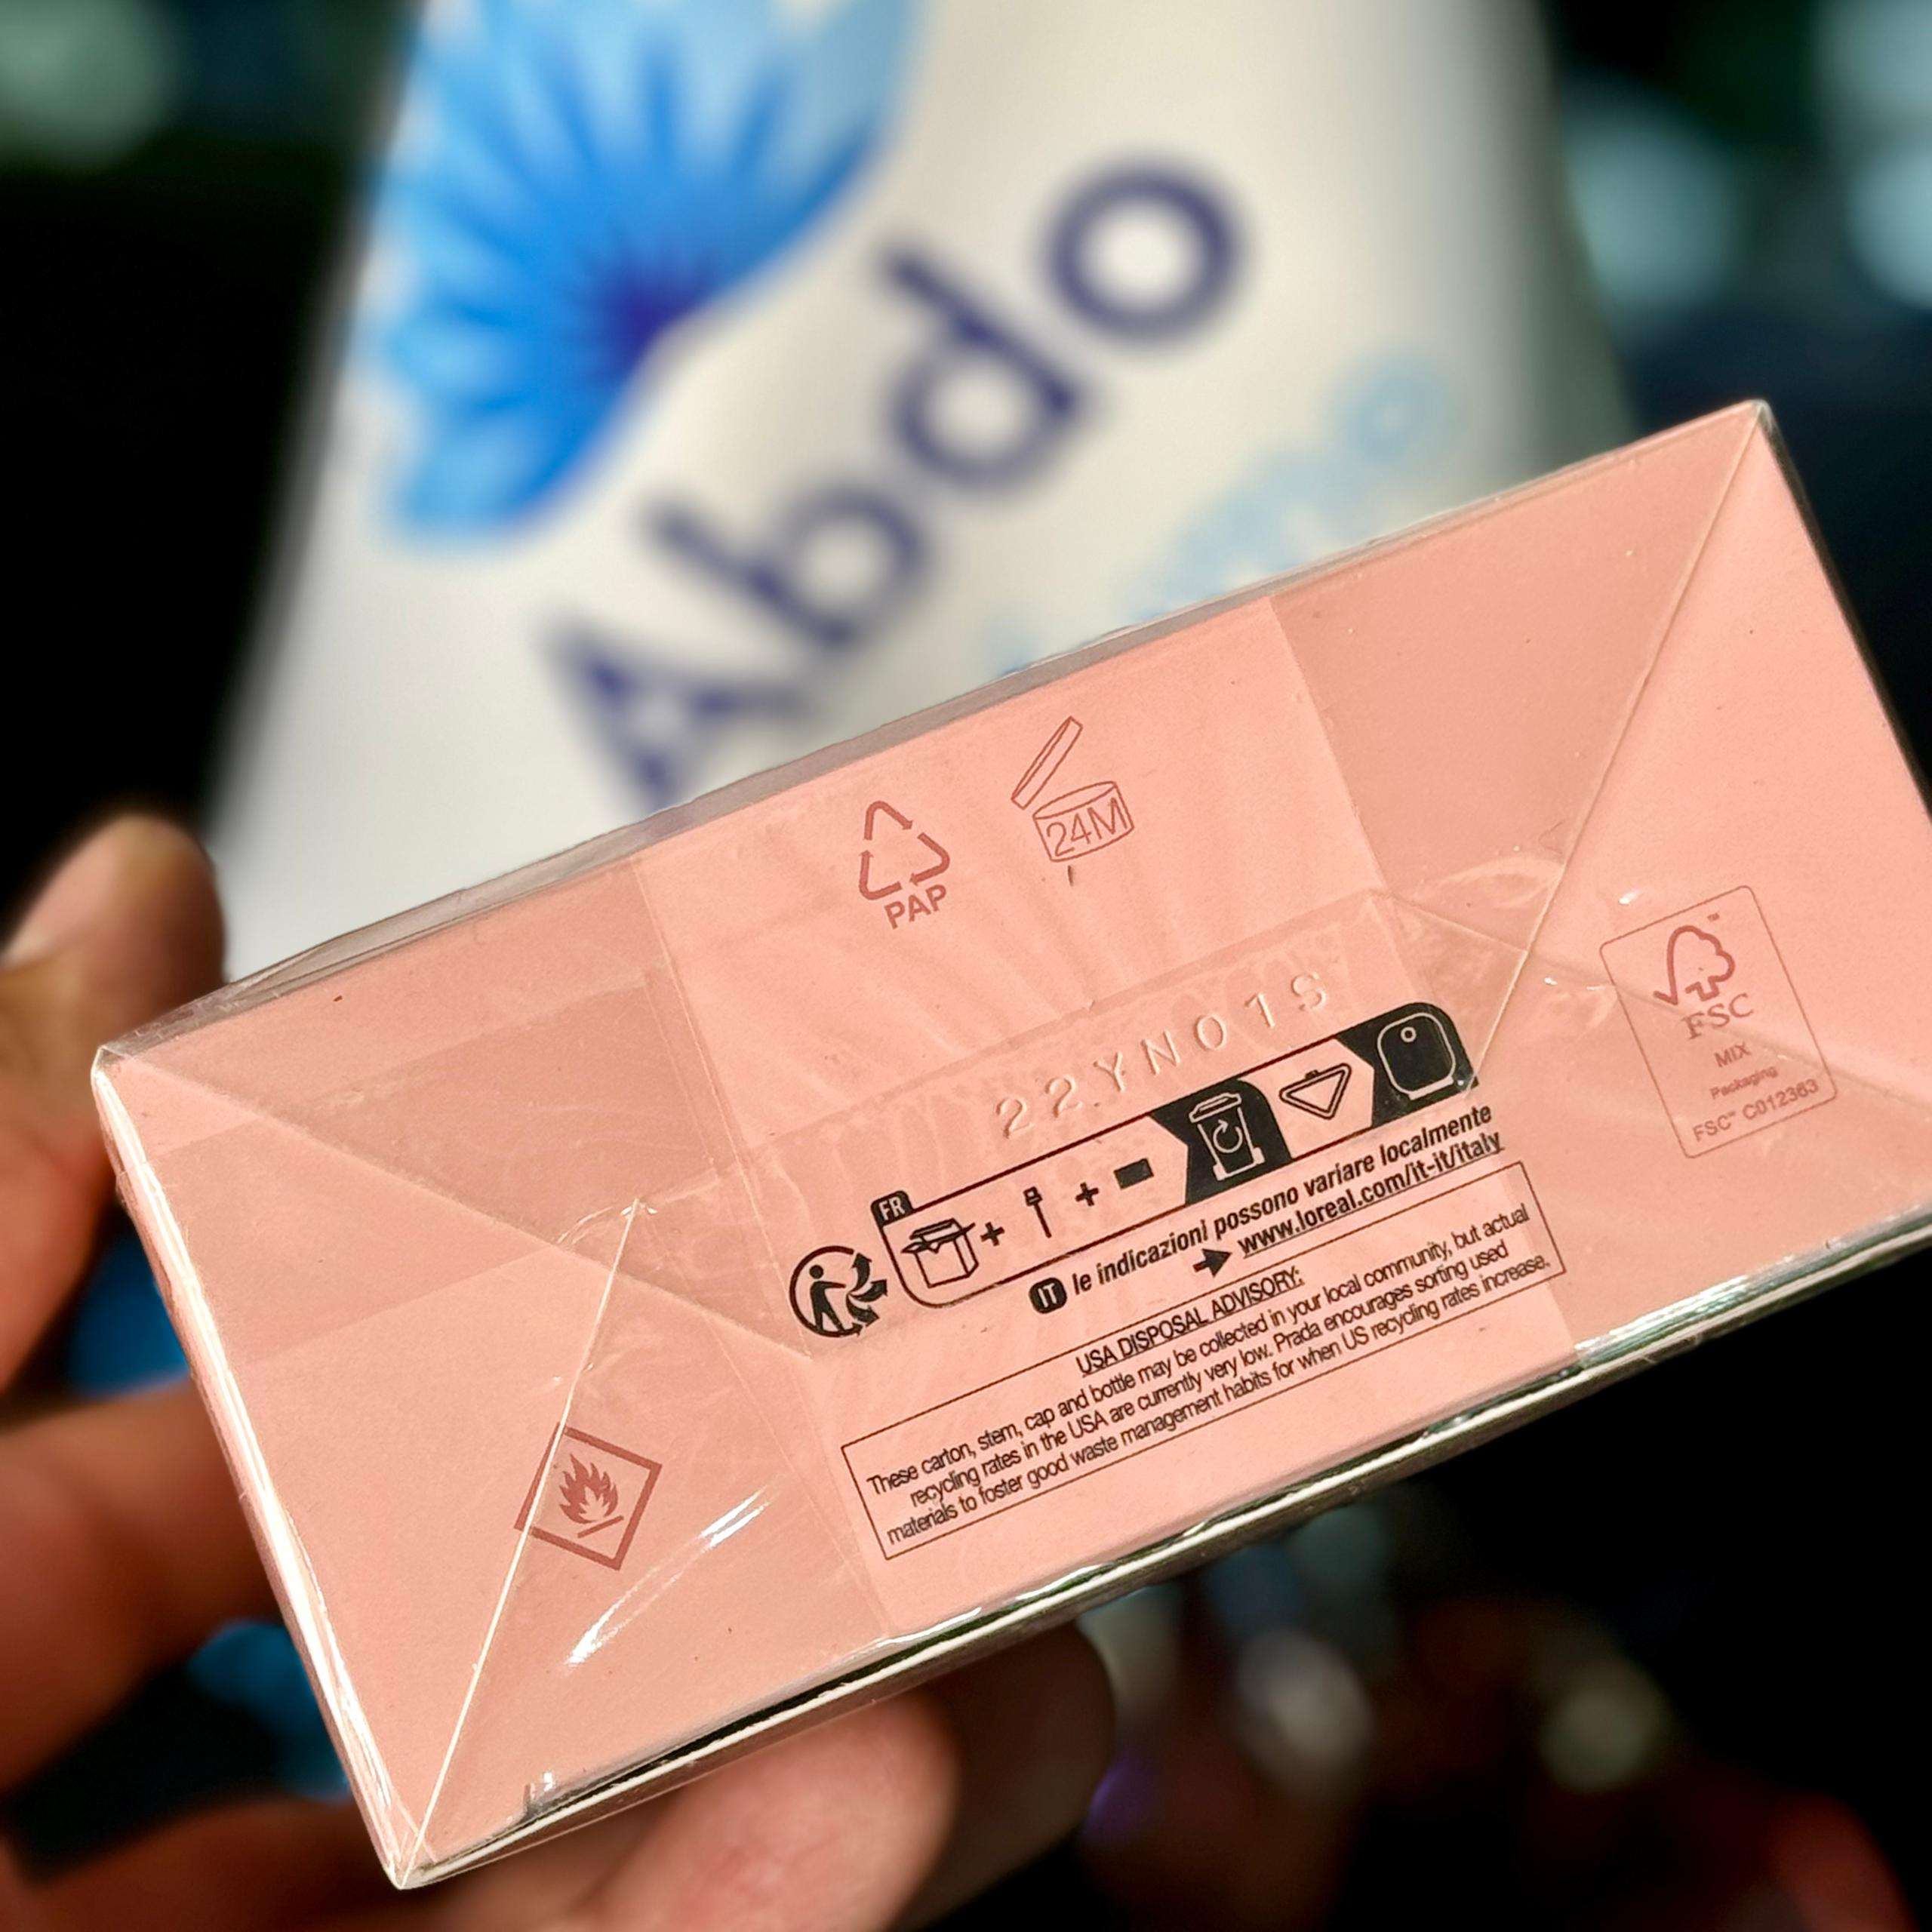 Abdo
PAP
24M
22YN01S
FSC™
MIX
Packaging
FSC™ C012363
FR
IT le indicazioni possono variare localmente
www.loreal.com/it-it/italy
USA DISPOSAL ADVISORY:
These carton, stem, cap and bottle may be collected in your local community, but actual
recycling rates in the USA are currently very low. Prada encourages sorting used
materials to foster good waste management habits for when US recycling rates increase.